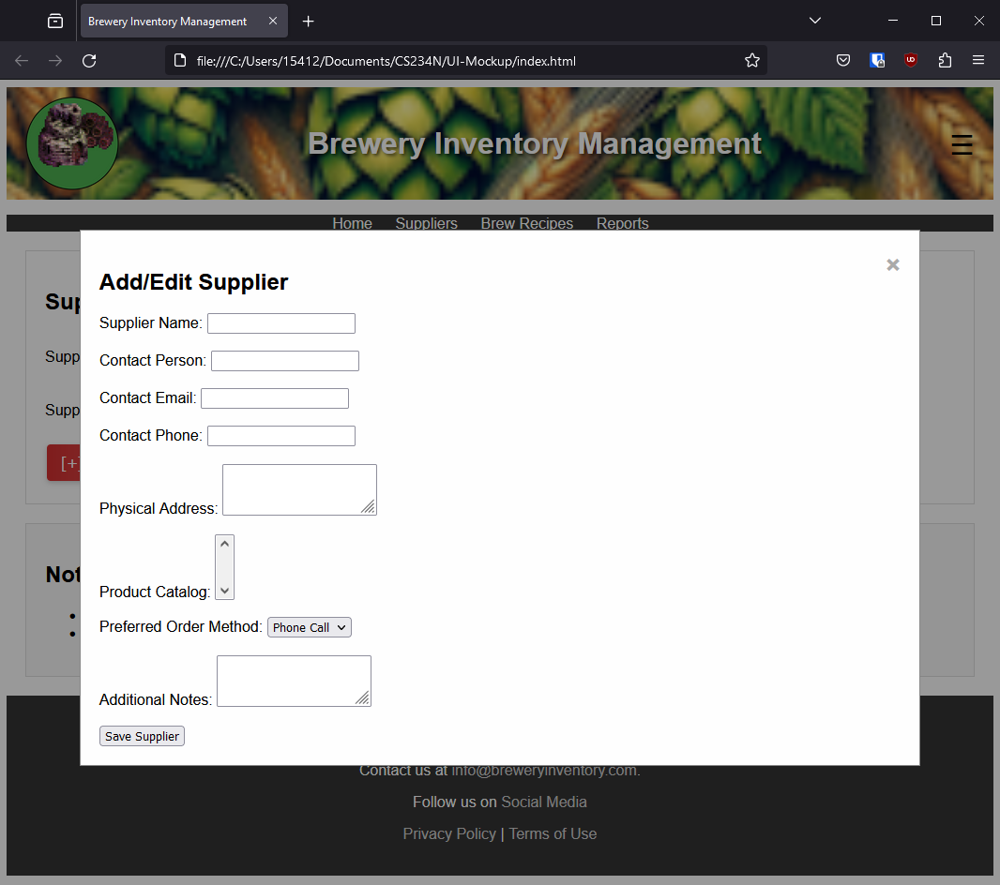 Brewery Inventory Management
file:///C:/Users/15412/Documents/CS234N/UI-Mockup/index.html
Brewery Inventory Management
Home Suppliers Brew Recipes Reports
Add/Edit Supplier
Sup
Supplier Name:
Supp
Contact Person:
Contact Email:
Supp
Contact Phone:
[+]
Physical Address:
Not
Product Catalog:
Preferred Order Method: Phone Call
Additional Notes:
Save Supplier
Contact us at info@breweryinventory.com.
Follow us on Social Media
Privacy Policy | Terms of Use